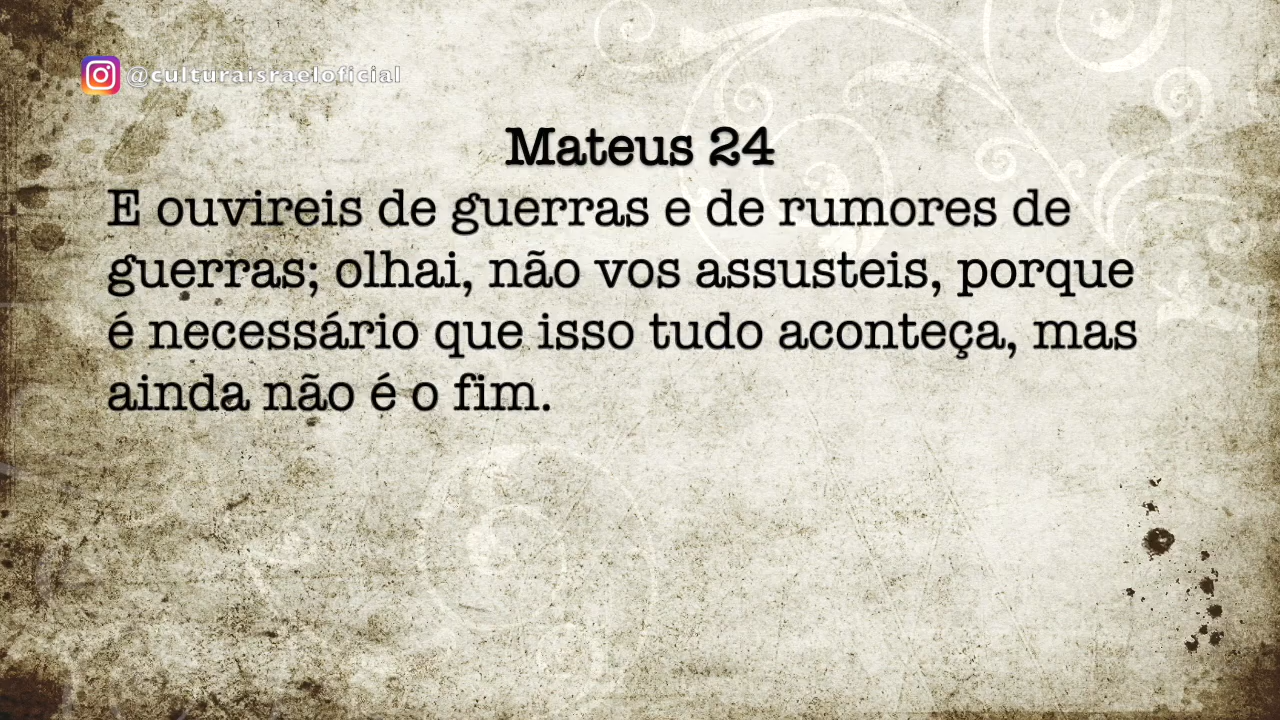 @culturaisraeloficial
Mateus 24
E ouvireis de guerras e de rumores de
guerras; olhai, não vos assusteis, porque
é necessário que isso tudo aconteça, mas
ainda não é o fim.